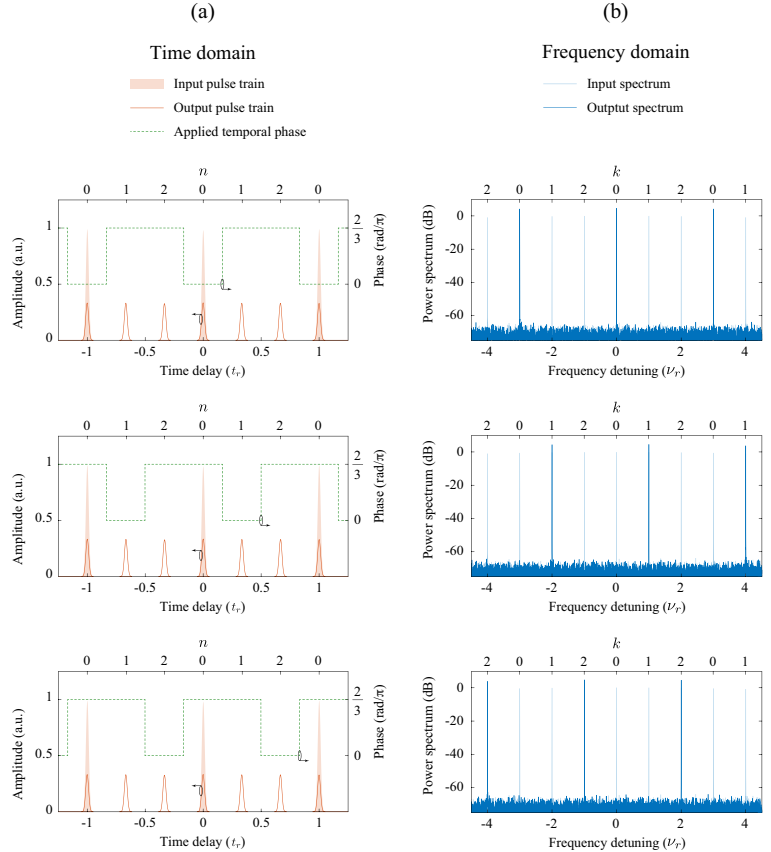 (a)
Time domain
Input pulse train
Output pulse train
Applied temporal phase
n
0 1 2 0 1 2 0
Amplitude (a.u.)
1
0.5
0
2
3
0
Phase (rad/π)
-1 -0.5 0 0.5 1
Time delay (t_r)
n
0 1 2 0 1 2 0
Amplitude (a.u.)
1
0.5
0
2
3
0
Phase (rad/π)
-1 -0.5 0 0.5 1
Time delay (t_r)
n
0 1 2 0 1 2 0
Amplitude (a.u.)
1
0.5
0
2
3
0
Phase (rad/π)
-1 -0.5 0 0.5 1
Time delay (t_r)
(b)
Frequency domain
Input spectrum
Optptut spectrum
k
2 0 1 2 0 1 2 0 1
Power spectrum (dB)
0
-20
-40
-60
-4 -2 0 2 4
Frequency detuning (ν_r)
k
2 0 1 2 0 1 2 0 1
Power spectrum (dB)
0
-20
-40
-60
-4 -2 0 2 4
Frequency detuning (ν_r)
k
2 0 1 2 0 1 2 0 1
Power spectrum (dB)
0
-20
-40
-60
-4 -2 0 2 4
Frequency detuning (ν_r)